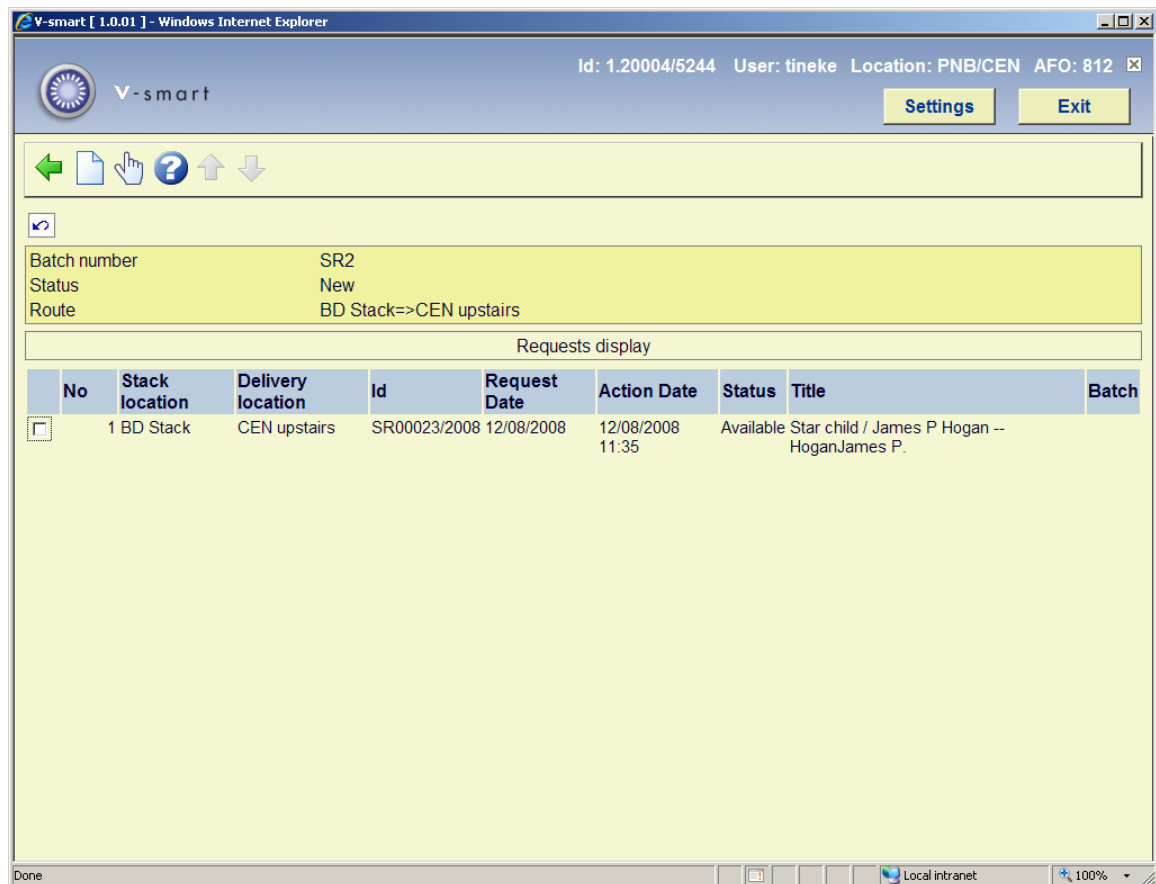 V-smart [ 1.0.01 ] - Windows Internet Explorer
Id: 1.20004/5244 User: tineke Location: PNB/CEN AFO: 812
V-smart
Settings Exit
Batch number SR2
Status New
Route BD Stack=>CEN upstairs
Requests display
No Stack location Delivery location Id Request Date Action Date Status Title Batch
1 BD Stack CEN upstairs SR00023/2008 12/08/2008 12/08/2008 11:35 Available Star child / James P Hogan -- HoganJames P.
Done Local intranet 100%